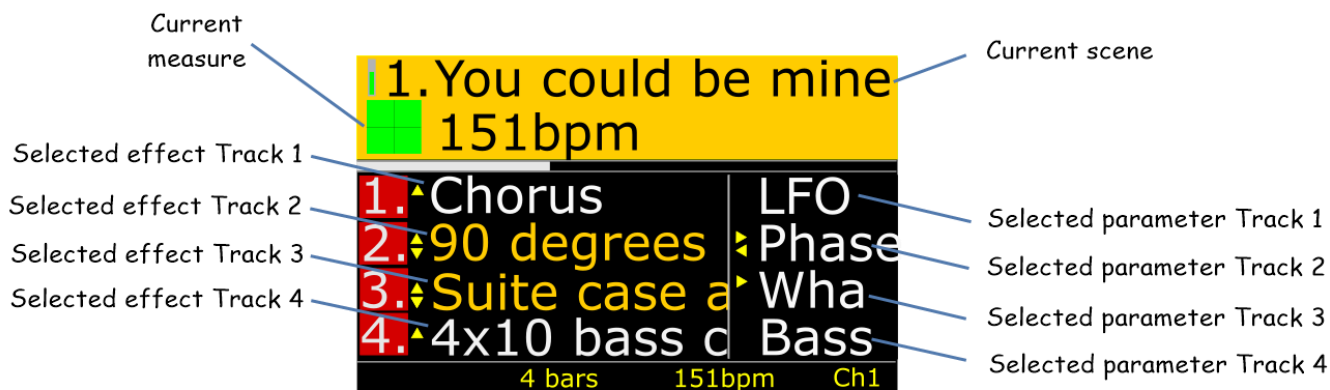 Current
measure
Current scene
1.You could be mine
151bpm
Selected effect Track 1
Selected effect Track 2
Selected effect Track 3
Selected effect Track 4
1. Chorus LFO
2. 90 degrees Phase
3. Suite case a Wha
4. 4x10 bass c Bass
4 bars 151bpm Ch1
Selected parameter Track 1
Selected parameter Track 2
Selected parameter Track 3
Selected parameter Track 4